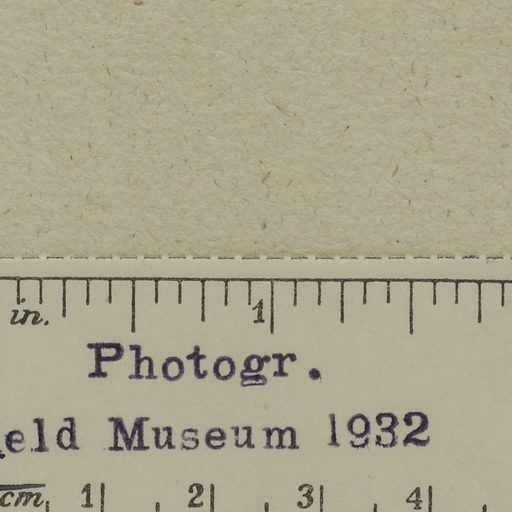 in. 1
Photogr.
eld Museum 1932
cm 1 2 3 4